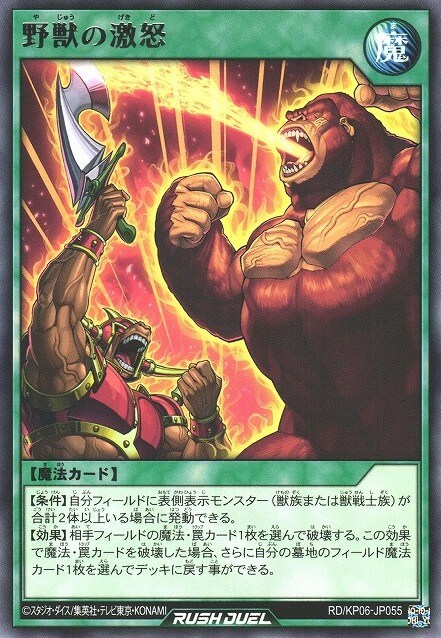 野獣の激怒
魔
【魔法カード】
【条件】自分フィールドに表側表示モンスター（獣族または獣戦士族）が
合計2体以上いる場合に発動できる。
【効果】相手フィールドの魔法・罠カード1枚を選んで破壊する。この効果
で魔法・罠カードを破壊した場合、さらに自分の墓地のフィールド魔法
カード1枚を選んでデッキに戻す事ができる。
©スタジオ・ダイス/集英社・テレビ東京・KONAMI
RUSH DUEL
RD/KP06-JP055